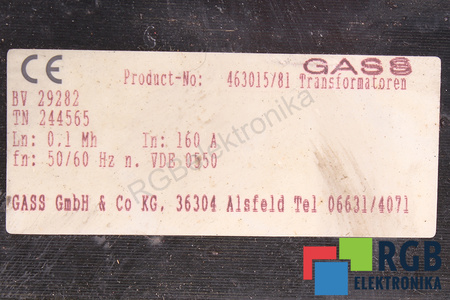 CE
GASS
Product-No: 463015/81 Transformatoren
BV 29282
TN 244565
Ln: 0.1 Mh In: 160 A
fn: 50/60 Hz n. VDE 0550
GASS GmbH & Co KG. 36304 Alsfeld Tel 06631/4071
RGB elektronika
RGB
ELEKTRONIKA